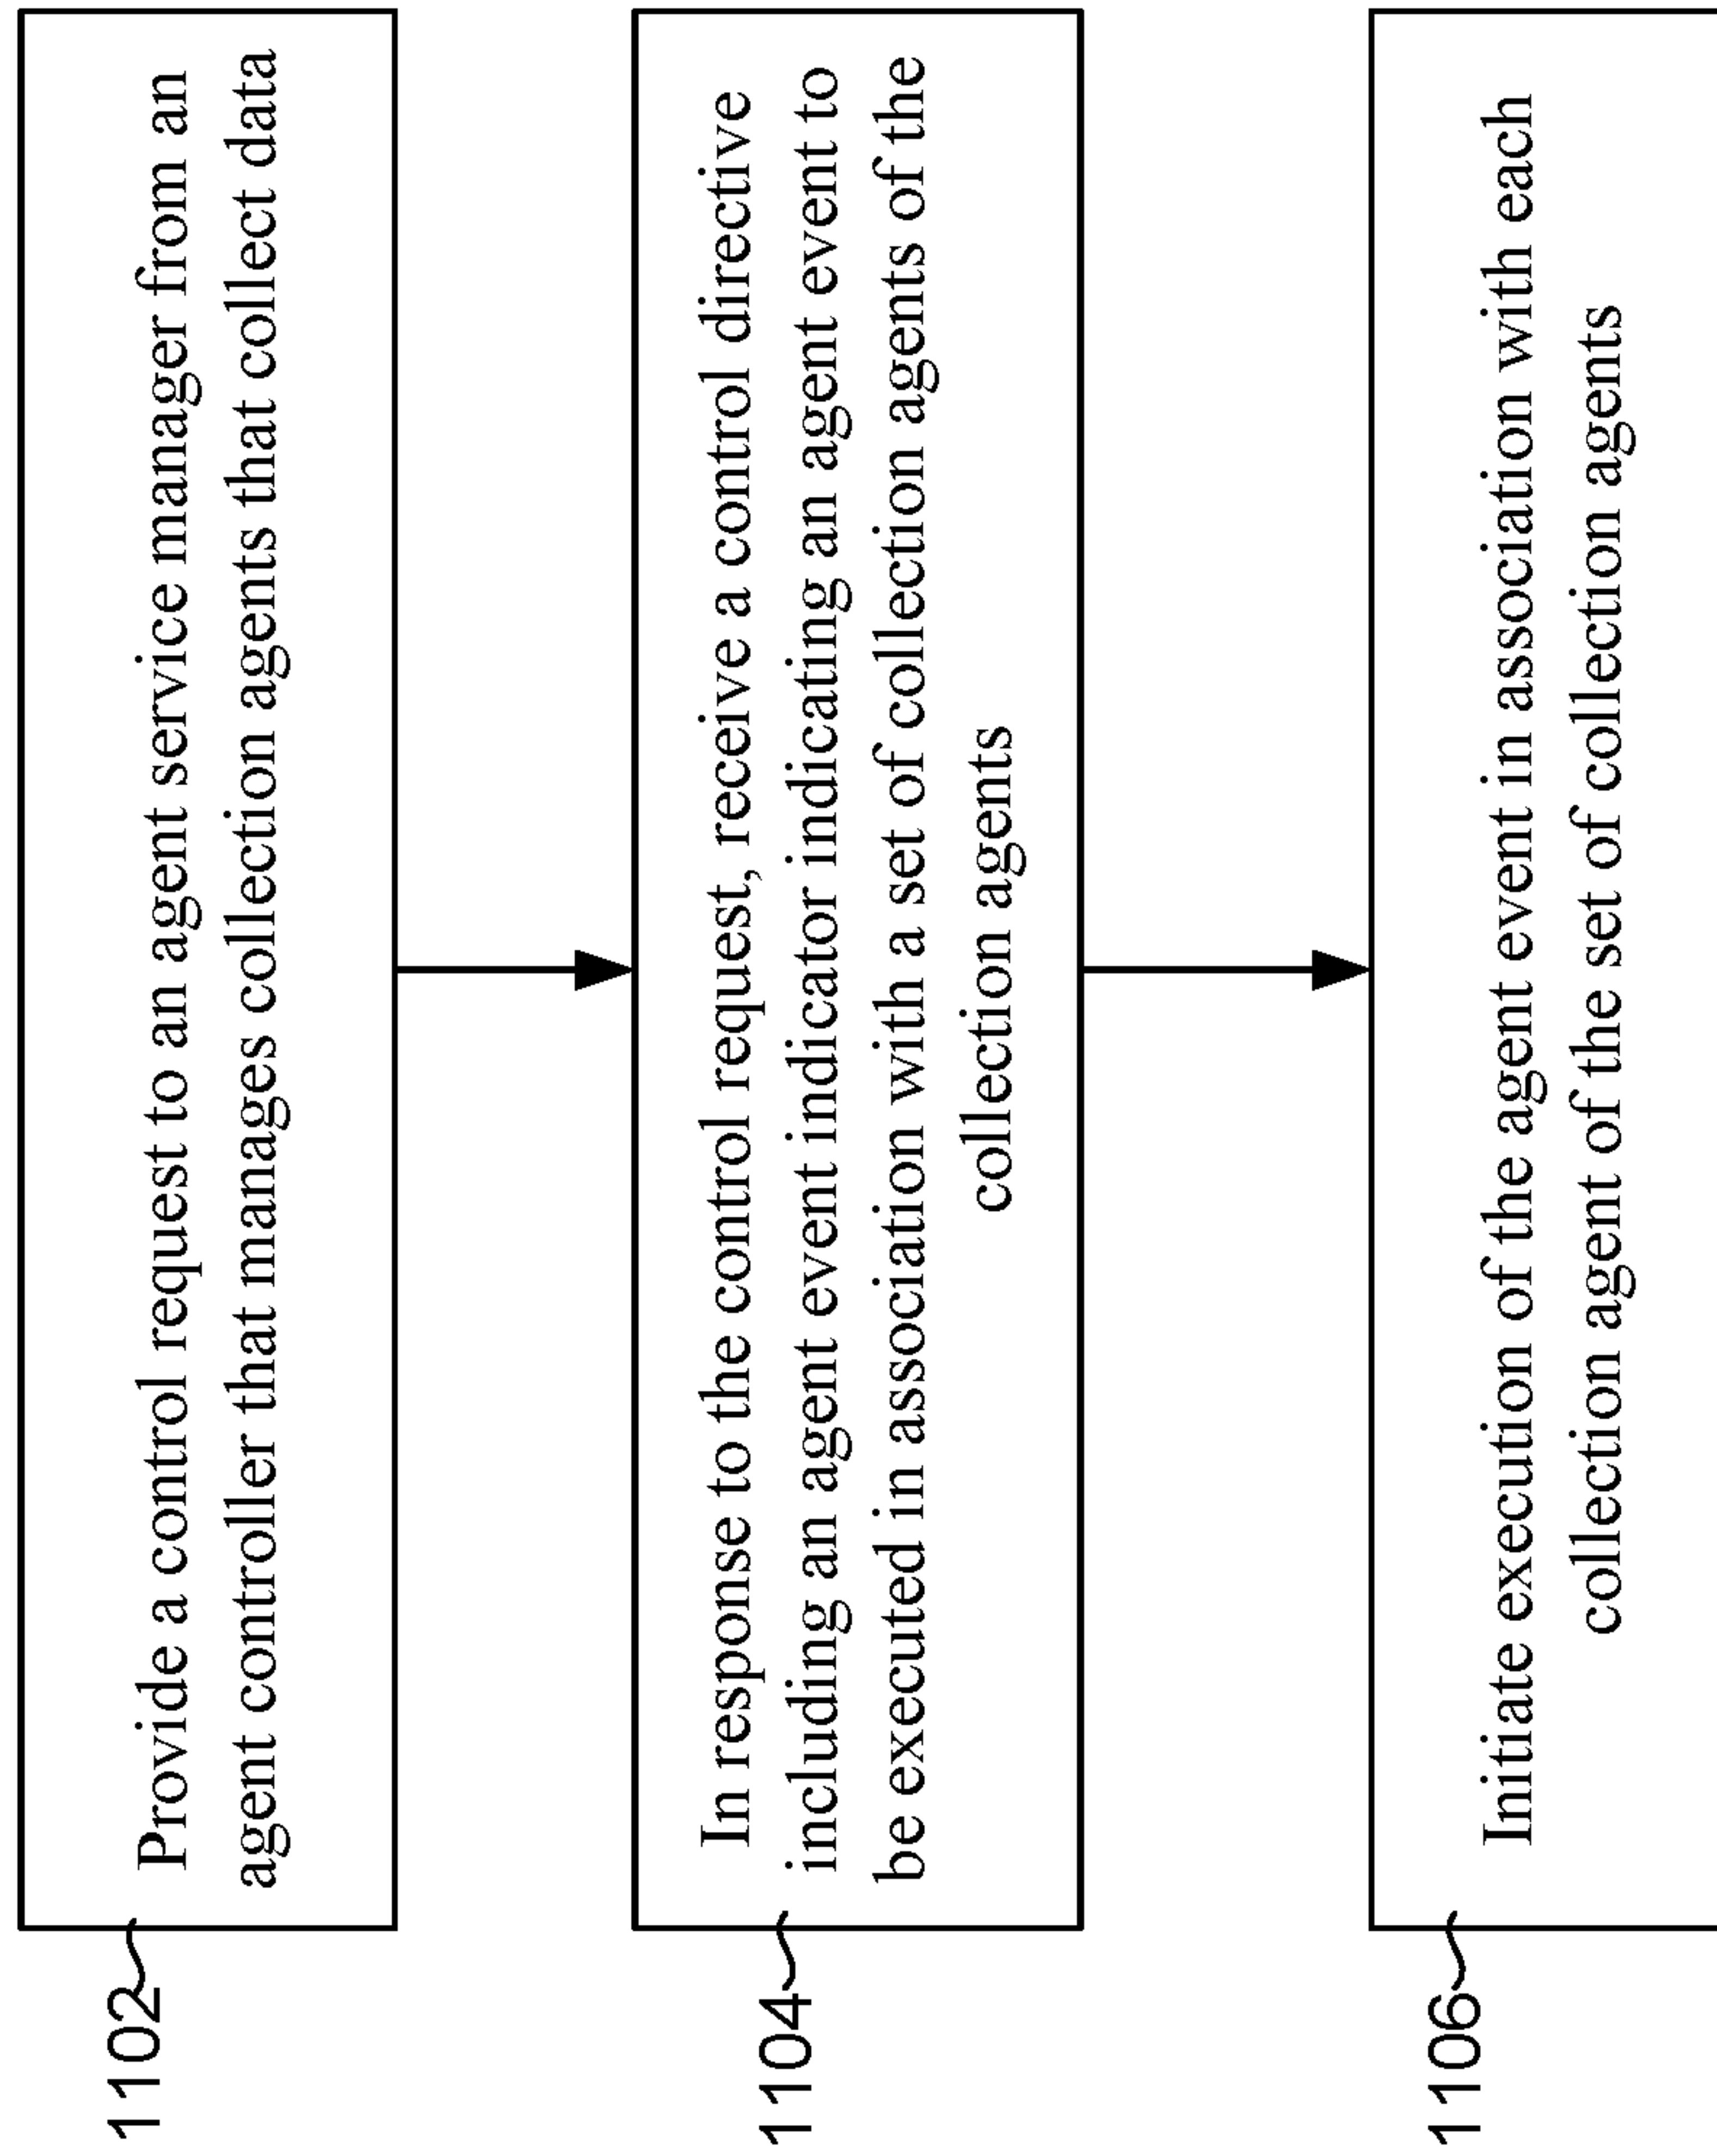 1102
Provide a control request to an agent service manager from an
agent controller that manages collection agents that collect data
1104
In response to the control request, receive a control directive
including an agent event indicator indicating an agent event to
be executed in association with a set of collection agents of the
collection agents
1106
Initiate execution of the agent event in association with each
collection agent of the set of collection agents